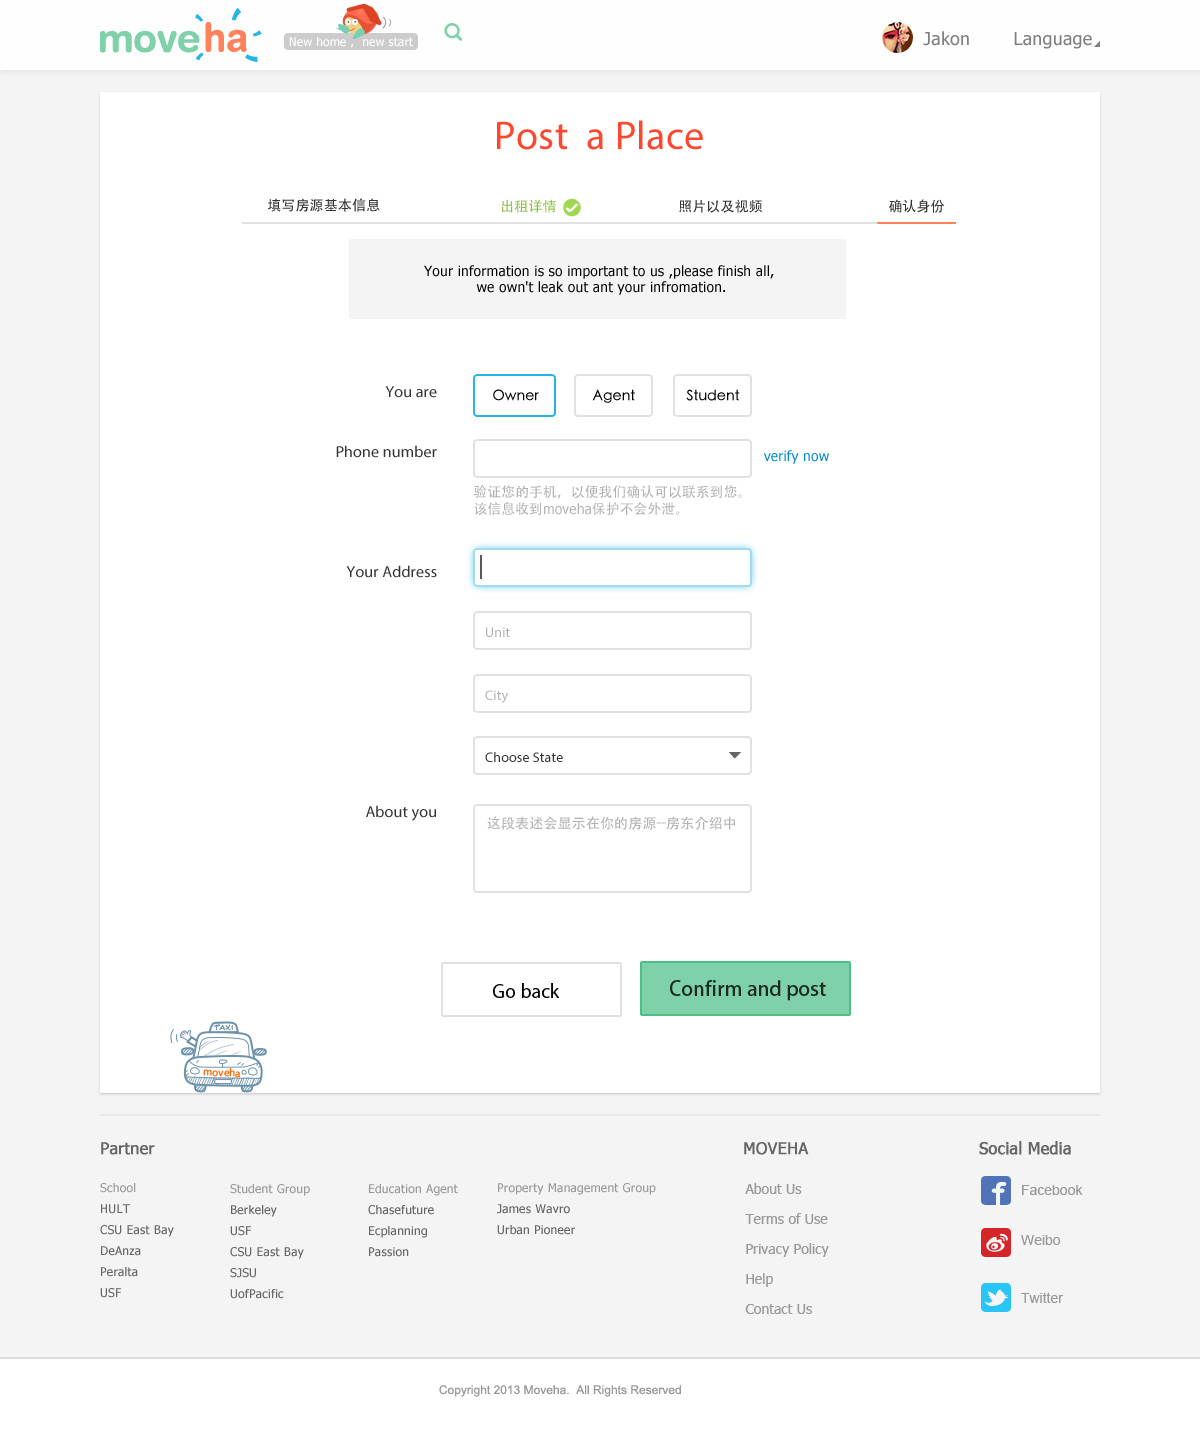 moveha
New home , new start
Jakon
Language
Post a Place
填写房源基本信息
出租详情
照片以及视频
确认身份
Your information is so important to us ,please finish all,
we own't leak out ant your infromation.
You are
Owner
Agent
Student
Phone number
verify now
验证您的手机，以便我们确认可以联系到您。
该信息收到moveha保护不会外泄。
Your Address
Unit
City
Choose State
About you
这段表述会显示在你的房源--房东介绍中
Go back
Confirm and post
TAXI
moveha
Partner
School
HULT
CSU East Bay
DeAnza
Peralta
USF
Student Group
Berkeley
USF
CSU East Bay
SJSU
UofPacific
Education Agent
Chasefuture
Ecplanning
Passion
Property Management Group
James Wavro
Urban Pioneer
MOVEHA
About Us
Terms of Use
Privacy Policy
Help
Contact Us
Social Media
Facebook
Weibo
Twitter
Copyright 2013 Moveha. All Rights Reserved